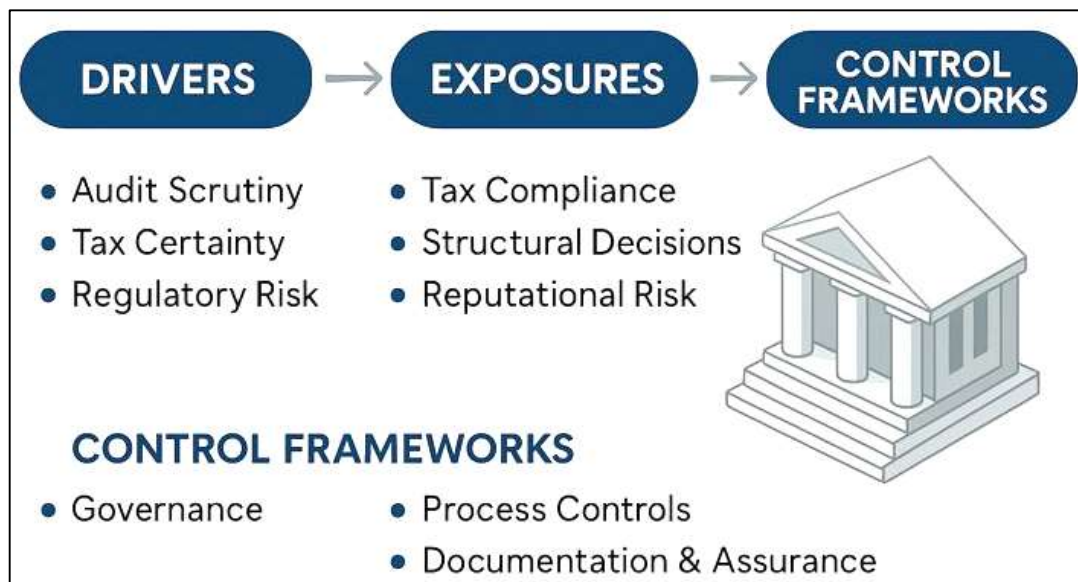 DRIVERS
EXPOSURES
CONTROL
FRAMEWORKS
• Audit Scrutiny
• Tax Certainty
• Regulatory Risk
• Tax Compliance
• Structural Decisions
• Reputational Risk
CONTROL FRAMEWORKS
• Governance
• Process Controls
• Documentation & Assurance